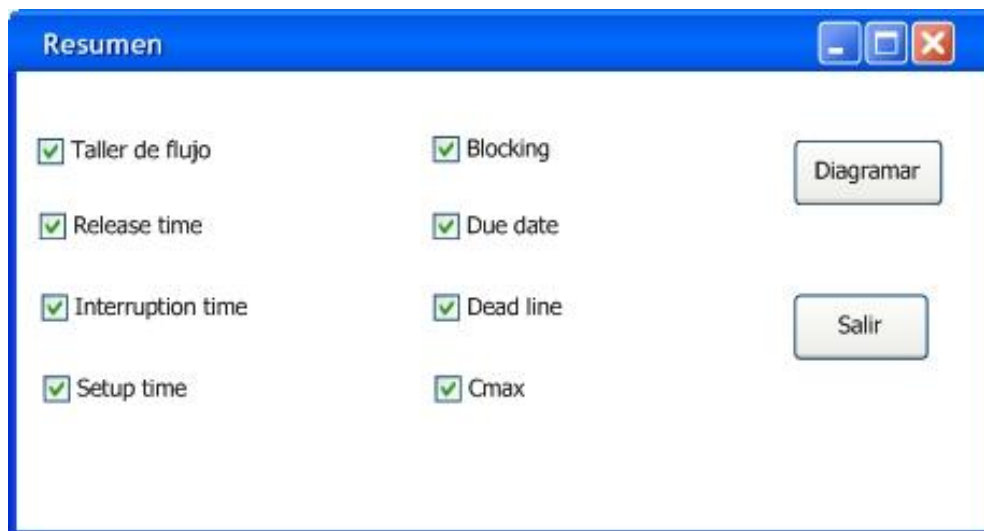 Resumen
Taller de flujo
Blocking
Diagramar
Release time
Due date
Interruption time
Dead line
Salir
Setup time
Cmax